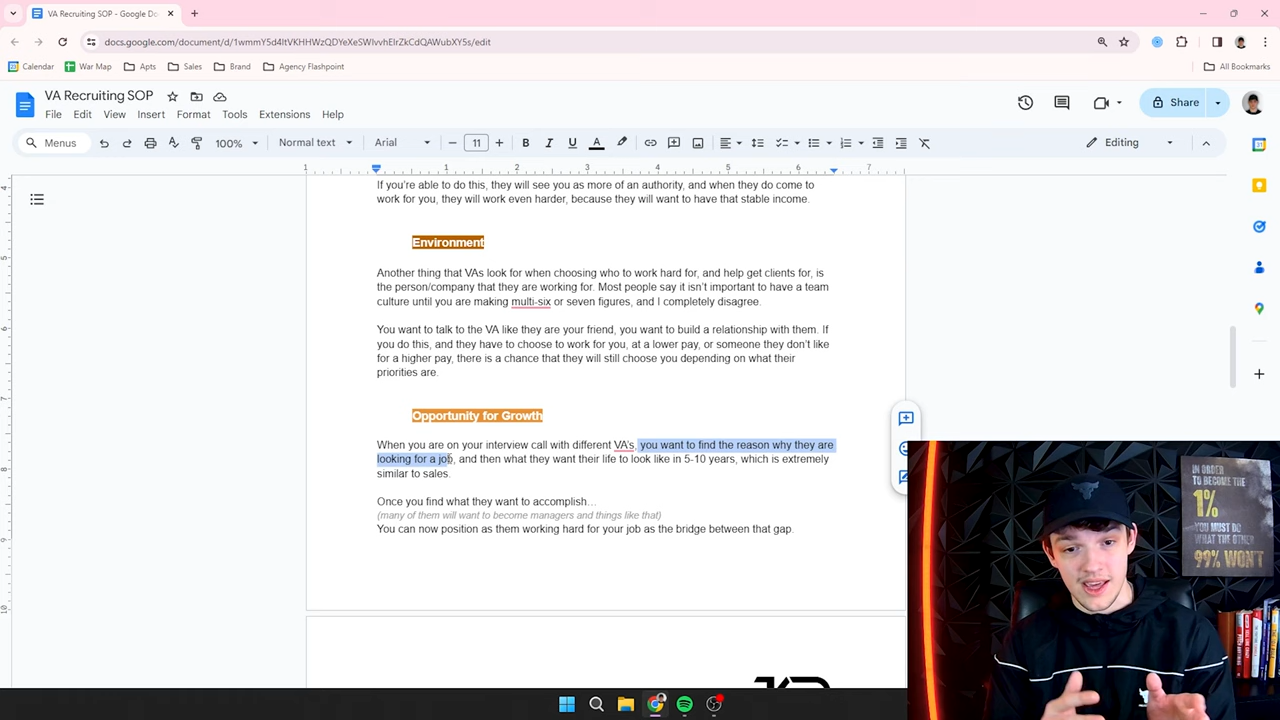 VA Recruiting SOP - Google Do
docs.google.com/document/d/1wmmY5d4ltVKHHWzQDYeXeSWlvvhElrZkCdQAWubXY5s/edit
Calendar
War Map
Apts
Sales
Brand
Agency Flashpoint
All Bookmarks
VA Recruiting SOP
File Edit View Insert Format Tools Extensions Help
Share
Menus
100%
Normal text
Arial
11
Editing
1 1 2 3 4 5 6 7
If you're able to do this, they will see you as more of an authority, and when they do come to
work for you, they will work even harder, because they will want to have that stable income.
Environment
Another thing that VAs look for when choosing who to work hard for, and help get clients for, is
the person/company that they are working for. Most people say it isn't important to have a team
culture until you are making multi-six or seven figures, and I completely disagree.
You want to talk to the VA like they are your friend, you want to build a relationship with them. If
you do this, and they have to choose to work for you, at a lower pay, or someone they don't like
for a higher pay, there is a chance that they will still choose you depending on what their
priorities are.
Opportunity for Growth
When you are on your interview call with different VA's, you want to find the reason why they are
looking for a job, and then what they want their life to look like in 5-10 years, which is extremely
similar to sales.
Once you find what they want to accomplish…
(many of them will want to become managers and things like that)
You can now position as them working hard for your job as the bridge between that gap.
IN ORDER
TO BECOME THE
1%
YOU MUST DO
WHAT THE OTHER
99% WON'T